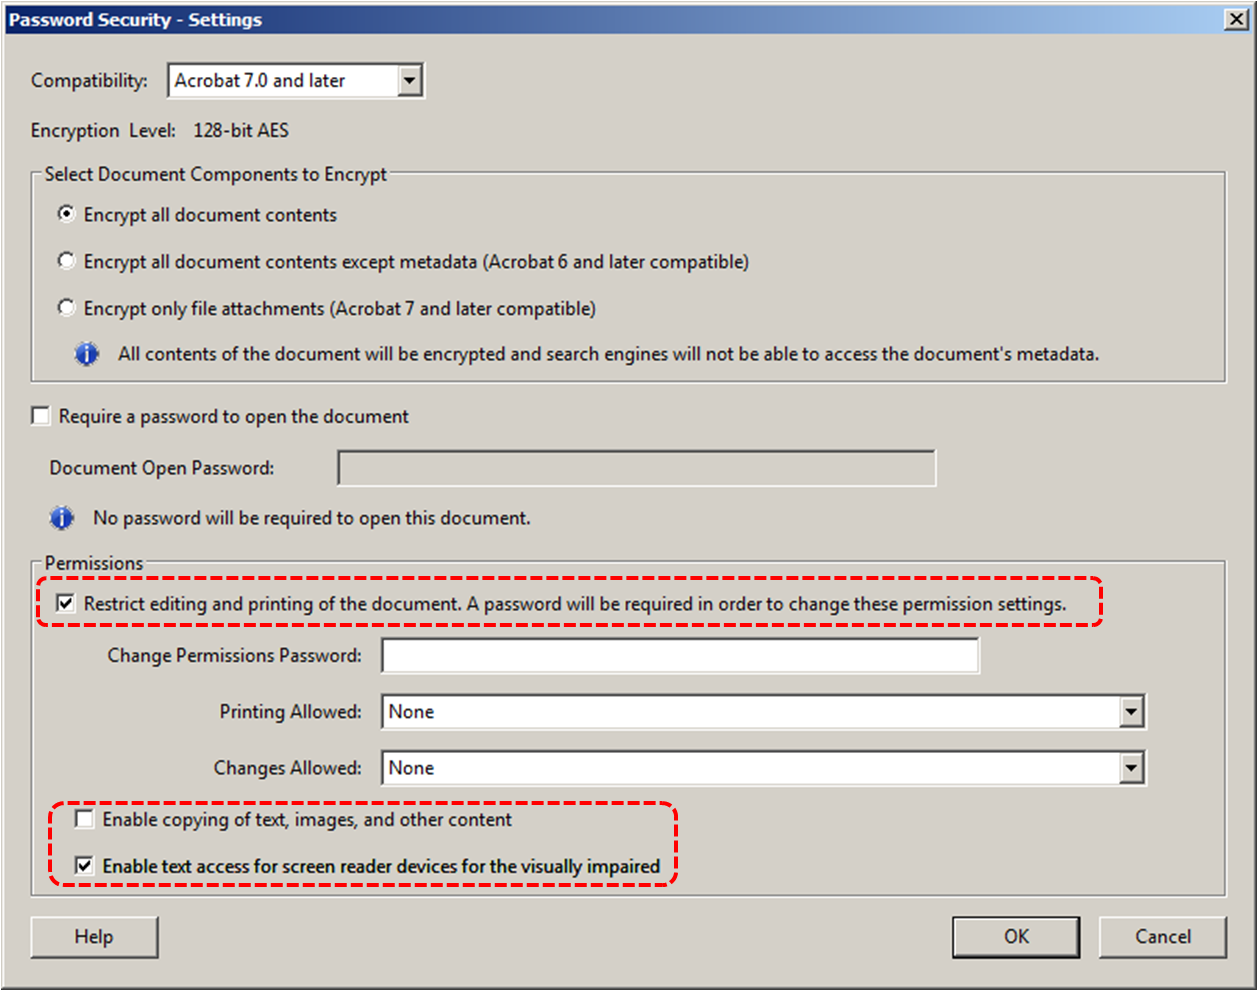 Password Security - Settings
Compatibility: Acrobat 7.0 and later
Encryption Level: 128-bit AES
Select Document Components to Encrypt
Encrypt all document contents
Encrypt all document contents except metadata (Acrobat 6 and later compatible)
Encrypt only file attachments (Acrobat 7 and later compatible)
All contents of the document will be encrypted and search engines will not be able to access the document's metadata.
Require a password to open the document
Document Open Password:
No password will be required to open this document.
Permissions
Restrict editing and printing of the document. A password will be required in order to change these permission settings.
Change Permissions Password:
Printing Allowed: None
Changes Allowed: None
Enable copying of text, images, and other content
Enable text access for screen reader devices for the visually impaired
Help OK Cancel